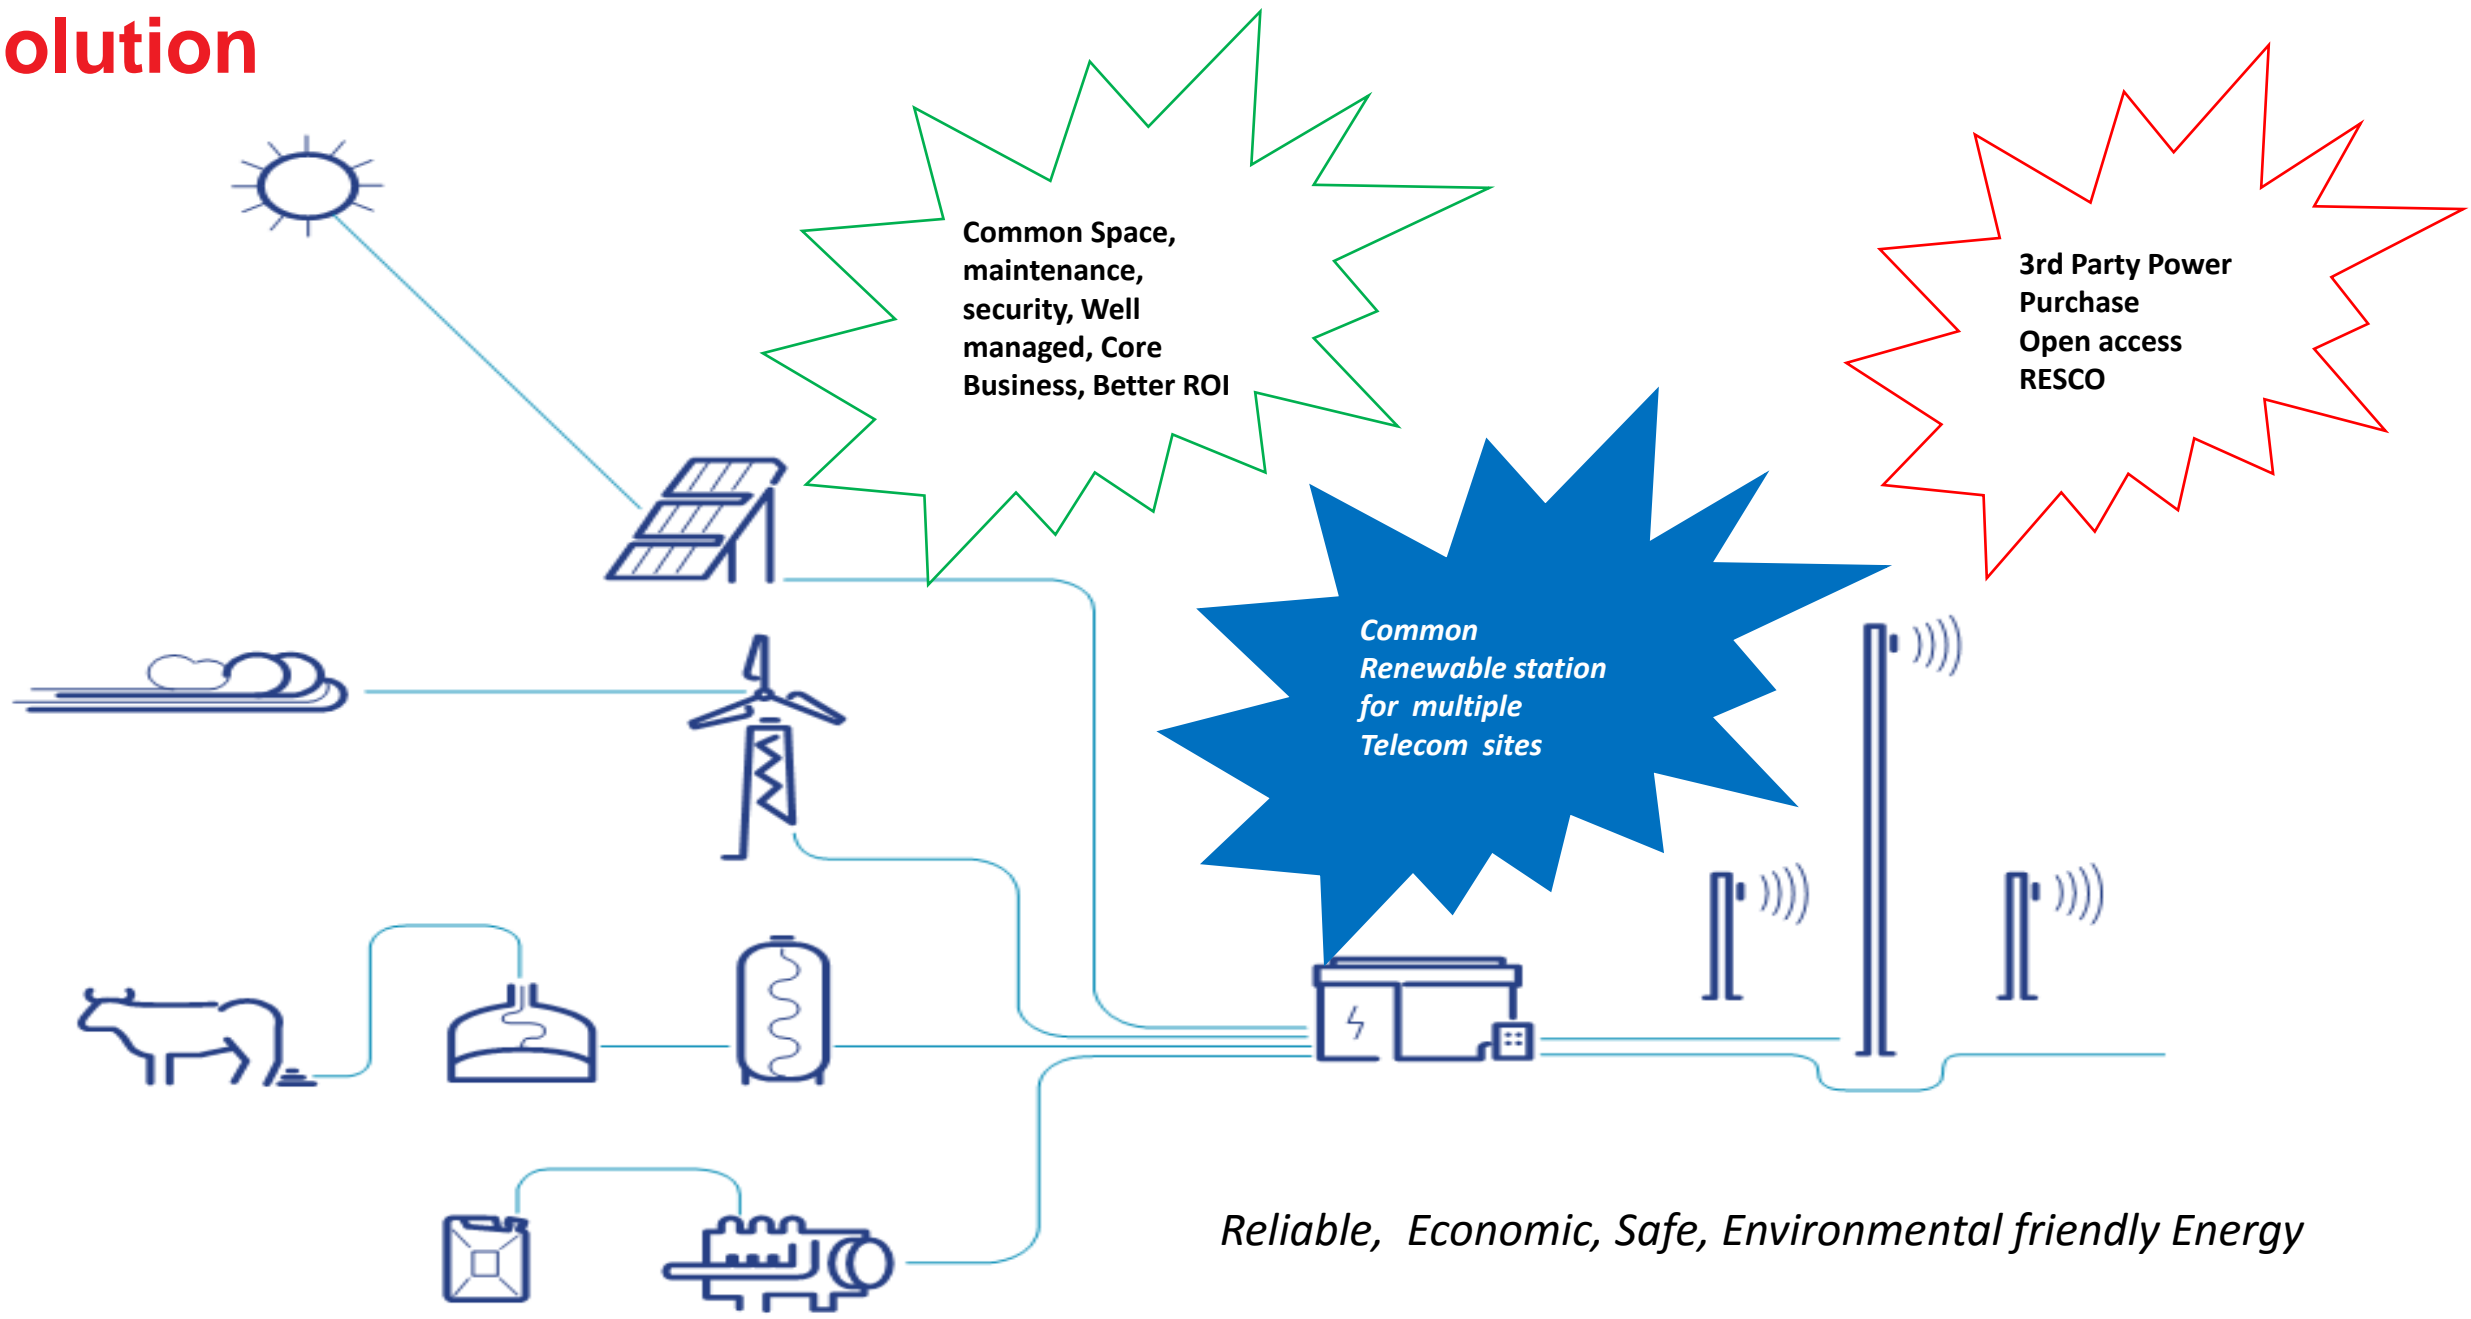 olution
Common Space,
maintenance,
security, Well
managed, Core
Business, Better ROI
3rd Party Power
Purchase
Open access
RESCO
Common
Renewable station
for multiple
Telecom sites
Reliable, Economic, Safe, Environmental friendly Energy